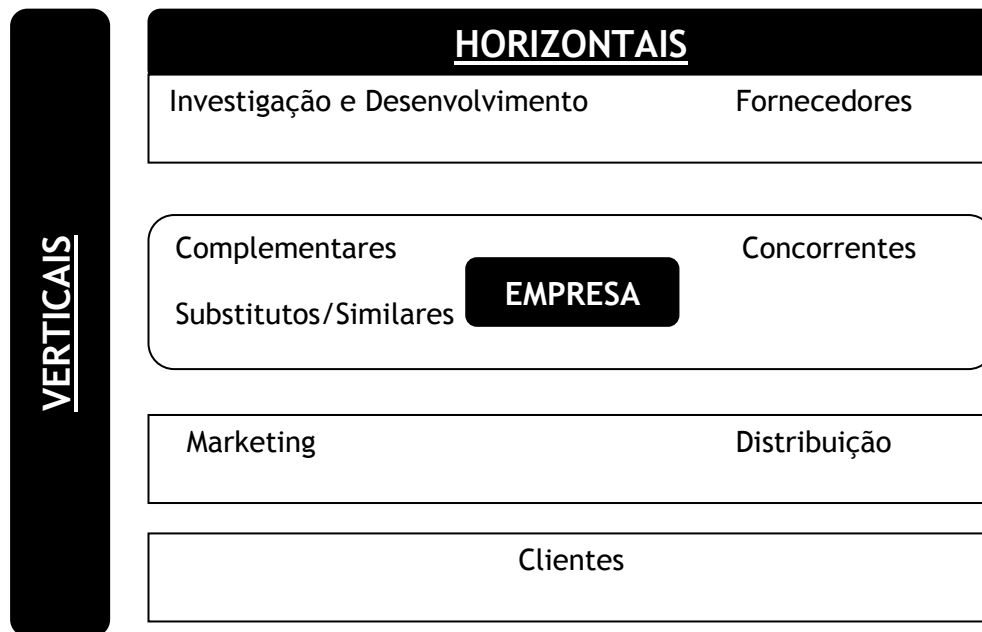 VERTICAIS
HORIZONTAIS
Investigação e Desenvolvimento Fornecedores
Complementares Concorrentes
EMPRESA
Substitutos/Similares
Marketing Distribuição
Clientes